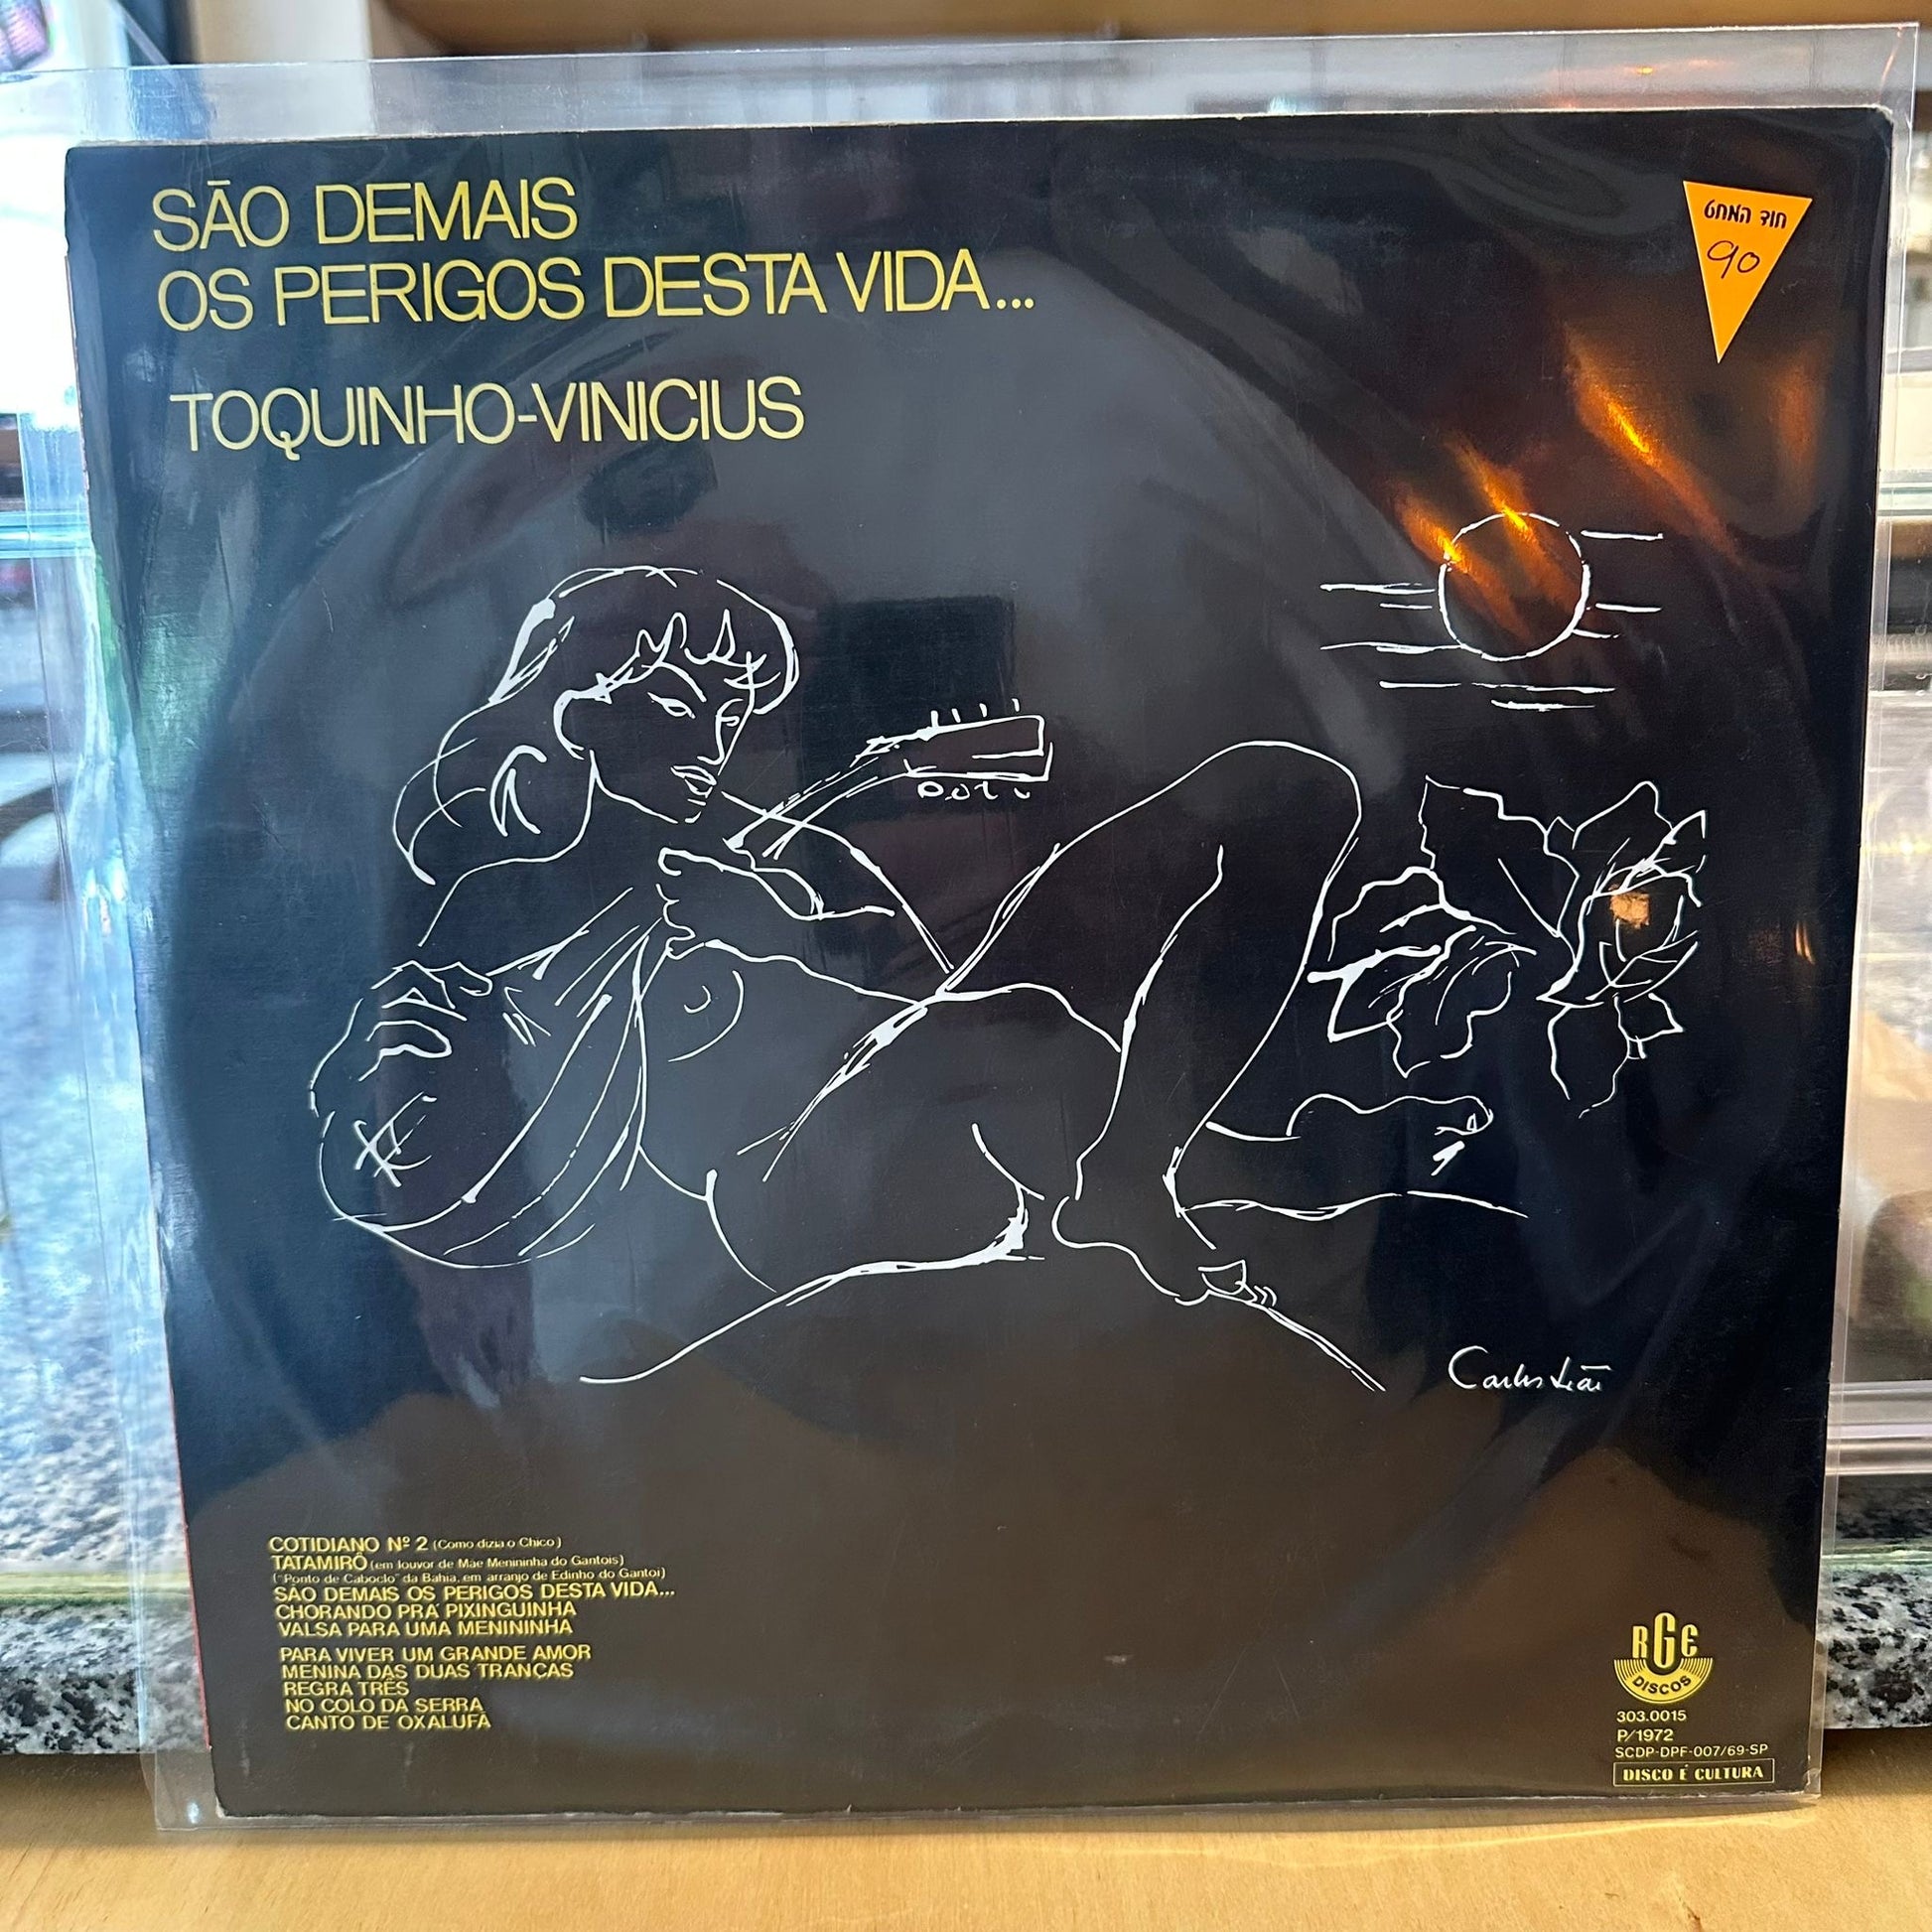 SÃO DEMAIS
OS PERIGOS DESTA VIDA...
TOQUINHO-VINICIUS
חוד המחט
90
Carlos Leão
COTIDIANO Nº 2 (Como dizia o Chico)
TATAMIRÔ (em louvor de Mãe Menininha do Gantois)
("Ponto de Caboclo" da Bahia, em arranjo de Edinho do Gantoi)
SÃO DEMAIS OS PERIGOS DESTA VIDA...
CHORANDO PRÁ PIXINGUINHA
VALSA PARA UMA MENININHA
PARA VIVER UM GRANDE AMOR
MENINA DAS DUAS TRANÇAS
REGRA TRÊS
NO COLO DA SERRA
CANTO DE OXALUFÃ
RGE
DISCOS
303.0015
P/1972
SCDP-DPF-007/69-SP
DISCO É CULTURA